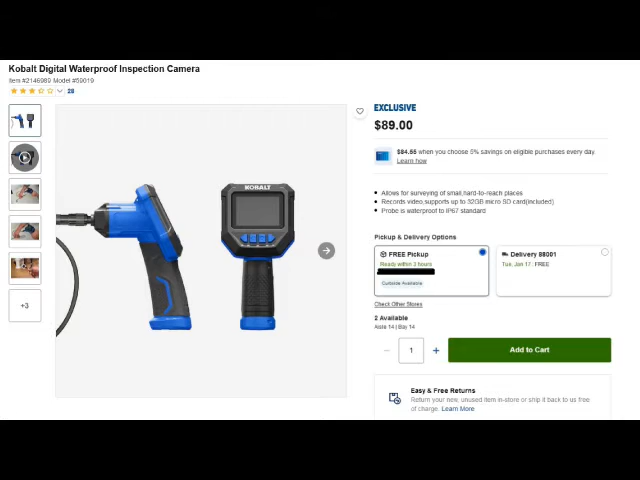 Kobalt Digital Waterproof Inspection Camera
Item #2146989 Model #59019
28
EXCLUSIVE
$89.00
$84.55 when you choose 5% savings on eligible purchases every day.
Learn how
Allows for surveying of small,hard-to-reach places
Records video,supports up to 32GB micro SD card(included)
Probe is waterproof to IP67 standard
KOBALT
Pickup & Delivery Options
FREE Pickup
Ready within 3 hours
Curbside Available
Delivery 88001
Tue, Jan 17: FREE
Check Other Stores
2 Available
Aisle 14 | Bay 14
+3
− 1 +
Add to Cart
Easy & Free Returns
Return your new, unused item in-store or ship it back to us free
of charge. Learn More